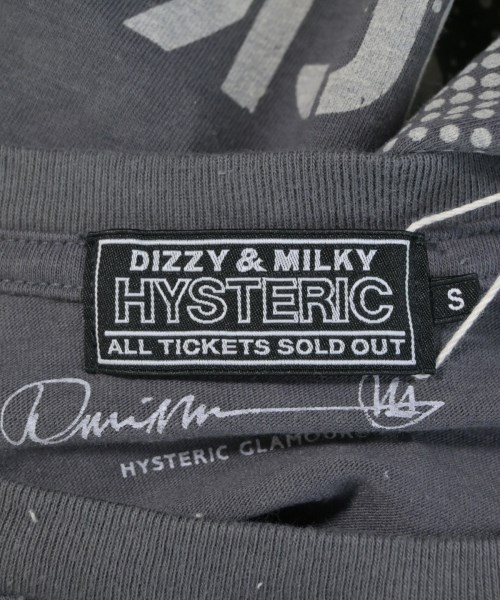 DIZZY & MILKY
HYSTERIC
ALL TICKETS SOLD OUT
S
HYSTERIC GLAMOUR